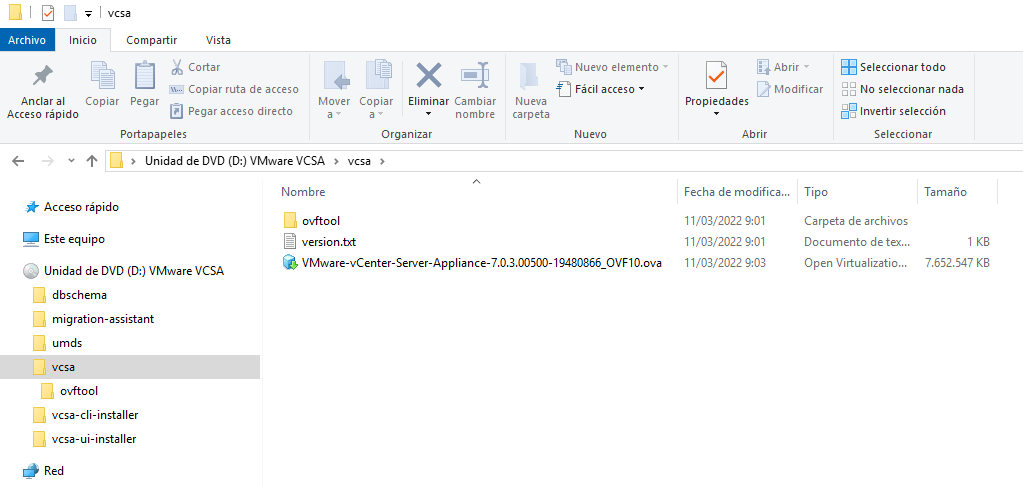 vcsa
Archivo Inicio Compartir Vista
Anclar al Acceso rápido
Copiar
Pegar
Cortar
Copiar ruta de acceso
Pegar acceso directo
Portapapeles
Mover a
Copiar a
Eliminar
Cambiar nombre
Organizar
Nueva carpeta
Nuevo elemento
Fácil acceso
Nuevo
Propiedades
Abrir
Modificar
Abrir
Seleccionar todo
No seleccionar nada
Invertir selección
Seleccionar
Unidad de DVD (D:) VMware VCSA > vcsa >
Acceso rápido
Este equipo
Unidad de DVD (D:) VMware VCSA
dbschema
migration-assistant
umds
vcsa
ovftool
vcsa-cli-installer
vcsa-ui-installer
Red
Nombre Fecha de modifica... Tipo Tamaño
ovftool 11/03/2022 9:01 Carpeta de archivos
version.txt 11/03/2022 9:01 Documento de tex... 1 KB
VMware-vCenter-Server-Appliance-7.0.3.00500-19480866_OVF10.ova 11/03/2022 9:03 Open Virtualizatio... 7.652.547 KB